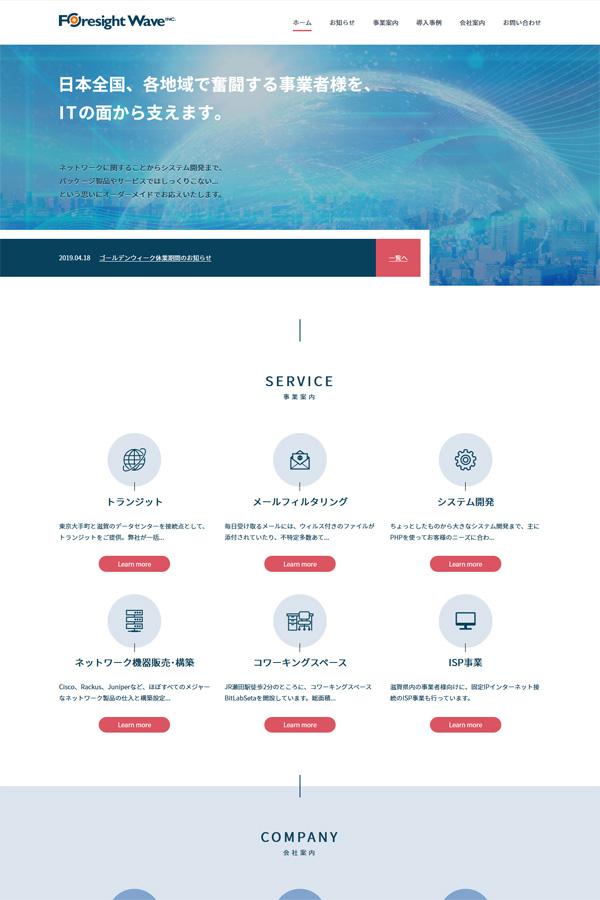 Foresight Wave INC.
ホーム　お知らせ　事業案内　導入事例　会社案内　お問い合わせ
日本全国、各地域で奮闘する事業者様を、
ITの面から支えます。
ネットワークに関することからシステム開発まで、
パッケージ製品やサービスではしっくりこない...
という思いにオーダーメイドでお応えいたします。
2019.04.18　ゴールデンウィーク休業期間のお知らせ　一覧へ
SERVICE
事業案内
トランジット
東京大手町と滋賀のデータセンターを接続点として、
トランジットをご提供。弊社が一括...
Learn more
メールフィルタリング
毎日受け取るメールには、ウィルス付きのファイルが
添付されていたり、不特定多数あて...
Learn more
システム開発
ちょっとしたものから大きなシステム開発まで、主に
PHPを使ってお客様のニーズに合わ...
Learn more
ネットワーク機器販売･構築
Cisco、Rackus、Juniperなど、ほぼすべてのメジャー
なネットワーク製品の仕入と構築設定...
Learn more
コワーキングスペース
JR瀬田駅徒歩2分のところに、コワーキングスペース
BitLabSetaを開設しています。総面積...
Learn more
ISP事業
滋賀県内の事業者様向けに、固定IPインターネット接
続のISP事業も行っています。
Learn more
COMPANY
会社案内